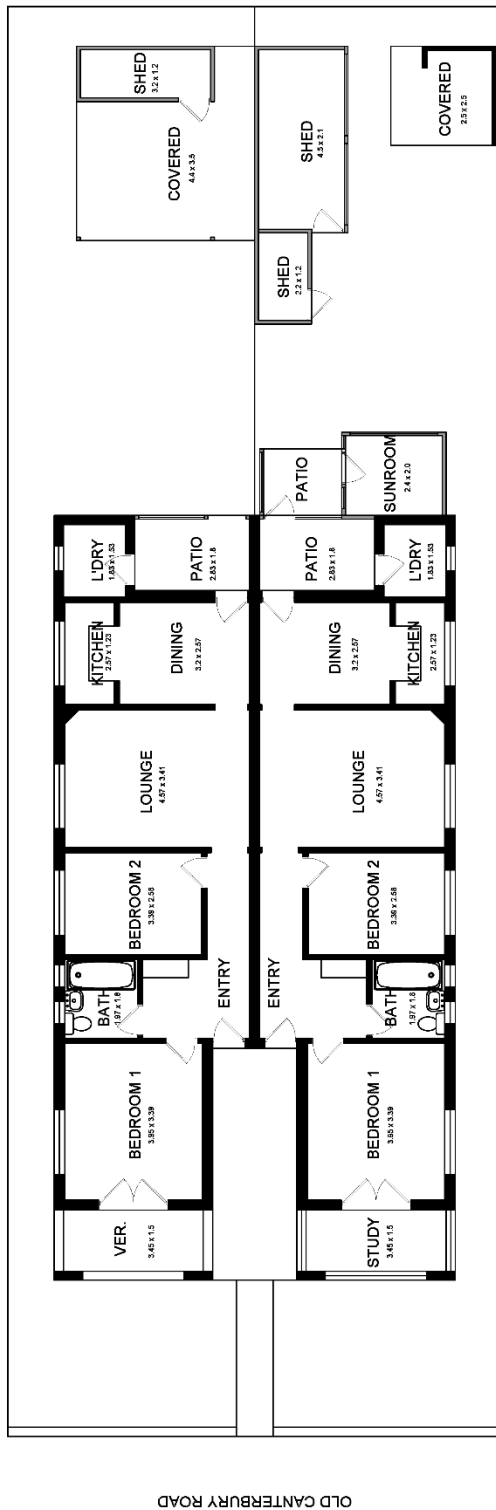 SHED
3.2 x 1.2
COVERED
4.4 x 3.5
SHED
4.5 x 2.1
COVERED
2.5 x 2.5
SHED
2.2 x 1.2
PATIO
SUNROOM
2.4 x 2.0
L'DRY
1.83 x 1.53
PATIO
2.83 x 1.8
PATIO
2.83 x 1.8
L'DRY
1.83 x 1.53
KITCHEN
2.57 x 1.23
DINING
3.2 x 2.57
DINING
3.2 x 2.57
KITCHEN
2.57 x 1.23
LOUNGE
4.57 x 3.41
LOUNGE
4.57 x 3.41
BEDROOM 2
3.39 x 2.58
BEDROOM 2
3.39 x 2.58
BATH
1.97 x 1.8
ENTRY
ENTRY
BATH
1.97 x 1.8
BEDROOM 1
3.95 x 3.39
BEDROOM 1
3.95 x 3.39
VER.
3.45 x 1.5
STUDY
3.45 x 1.5
OLD CANTERBURY ROAD